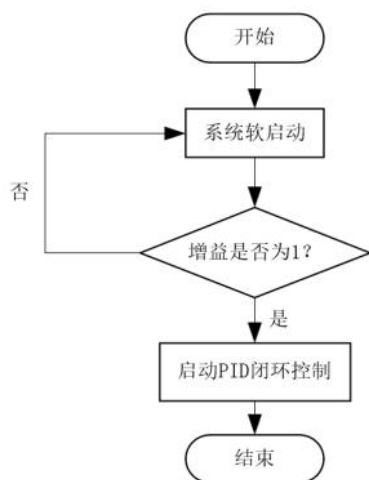 开始
系统软启动
否
增益是否为1?
是
启动PID闭环控制
结束